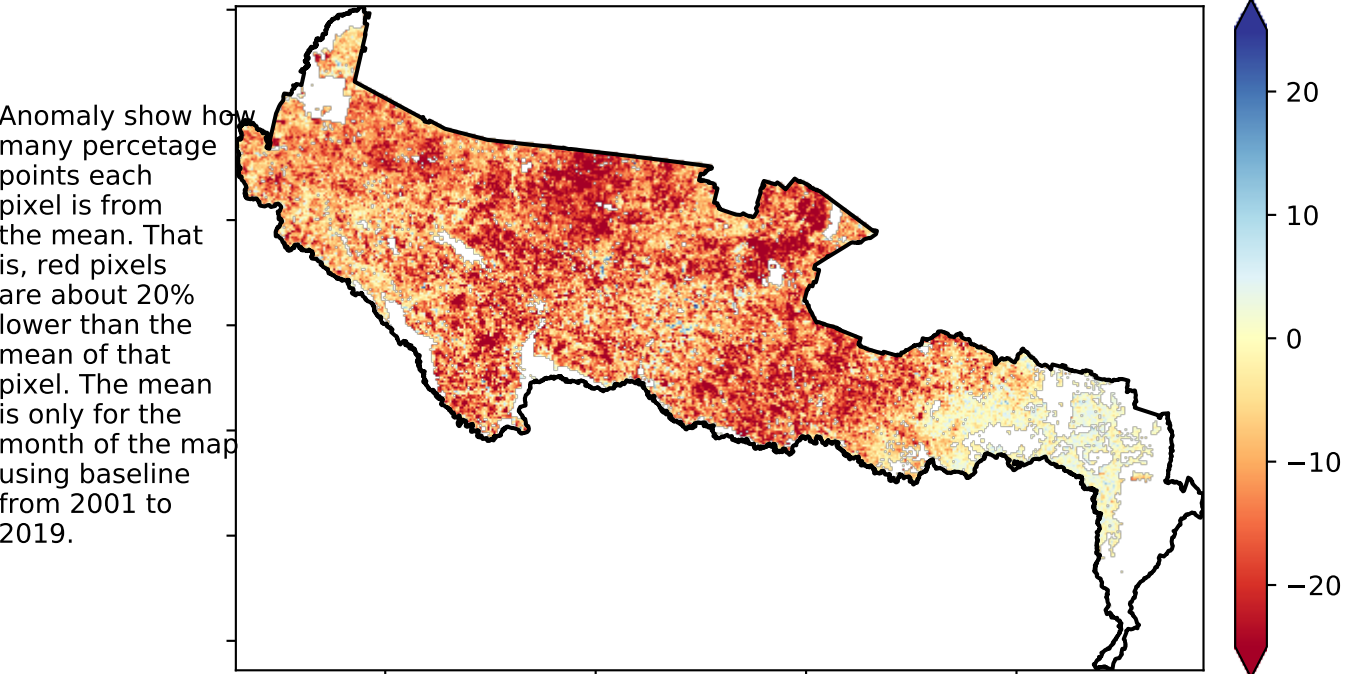 Anomaly show how
many percetage
points each
pixel is from
the mean. That
is, red pixels
are about 20%
lower than the
mean of that
pixel. The mean
is only for the
month of the map
using baseline
from 2001 to
2019.
20
10
0
−10
−20